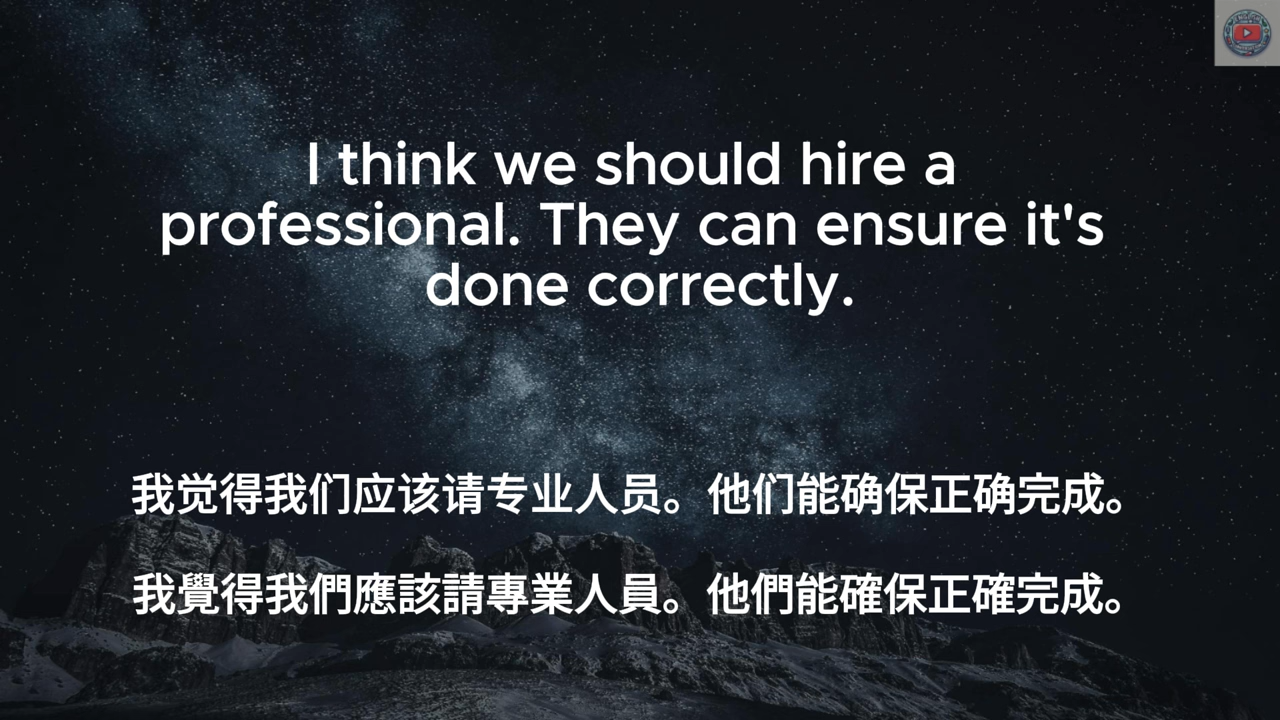 I think we should hire a
professional. They can ensure it's
done correctly.
我觉得我们应该请专业人员。他们能确保正确完成。
我覺得我們應該請專業人員。他們能確保正確完成。